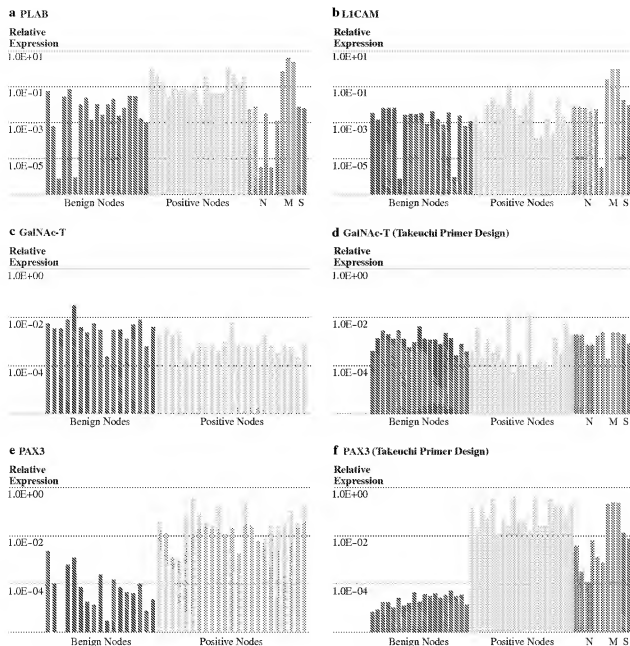 a PLAB
Relative
Expression
1.0E+01
1.0E−01
1.0E−03
1.0E−05
Benign Nodes Positive Nodes N M S
b L1CAM
Relative
Expression
1.0E+01
1.0E−01
1.0E−03
1.0E−05
Benign Nodes Positive Nodes N M S
c GalNAc-T
Relative
Expression
1.0E+00
1.0E−02
1.0E−04
Benign Nodes Positive Nodes
d GalNAc-T (Takeuchi Primer Design)
Relative
Expression
1.0E+00
1.0E−02
1.0E−04
Benign Nodes Positive Nodes N M S
e PAX3
Relative
Expression
1.0E+00
1.0E−02
1.0E−04
Benign Nodes Positive Nodes
f PAX3 (Takeuchi Primer Design)
Relative
Expression
1.0E+00
1.0E−02
1.0E−04
Benign Nodes Positive Nodes N M S